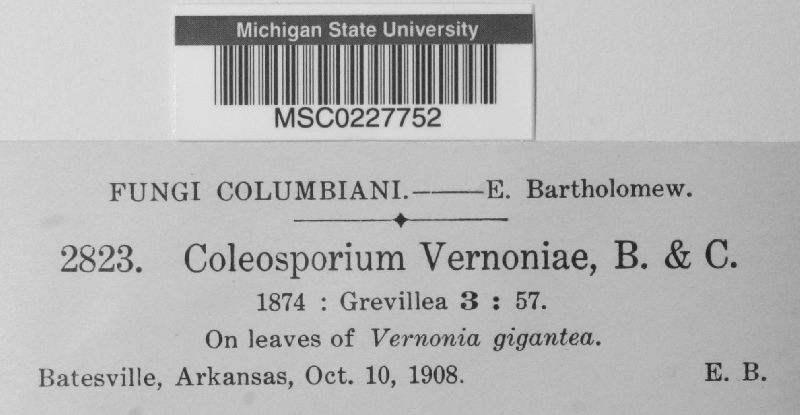 Michigan State University
MSC0227752
FUNGI COLUMBIANI.——E. Bartholomew.
2823. Coleosporium Vernoniae, B. & C.
1874 : Grevillea 3 : 57.
On leaves of Vernonia gigantea.
Batesville, Arkansas, Oct. 10, 1908. E. B.